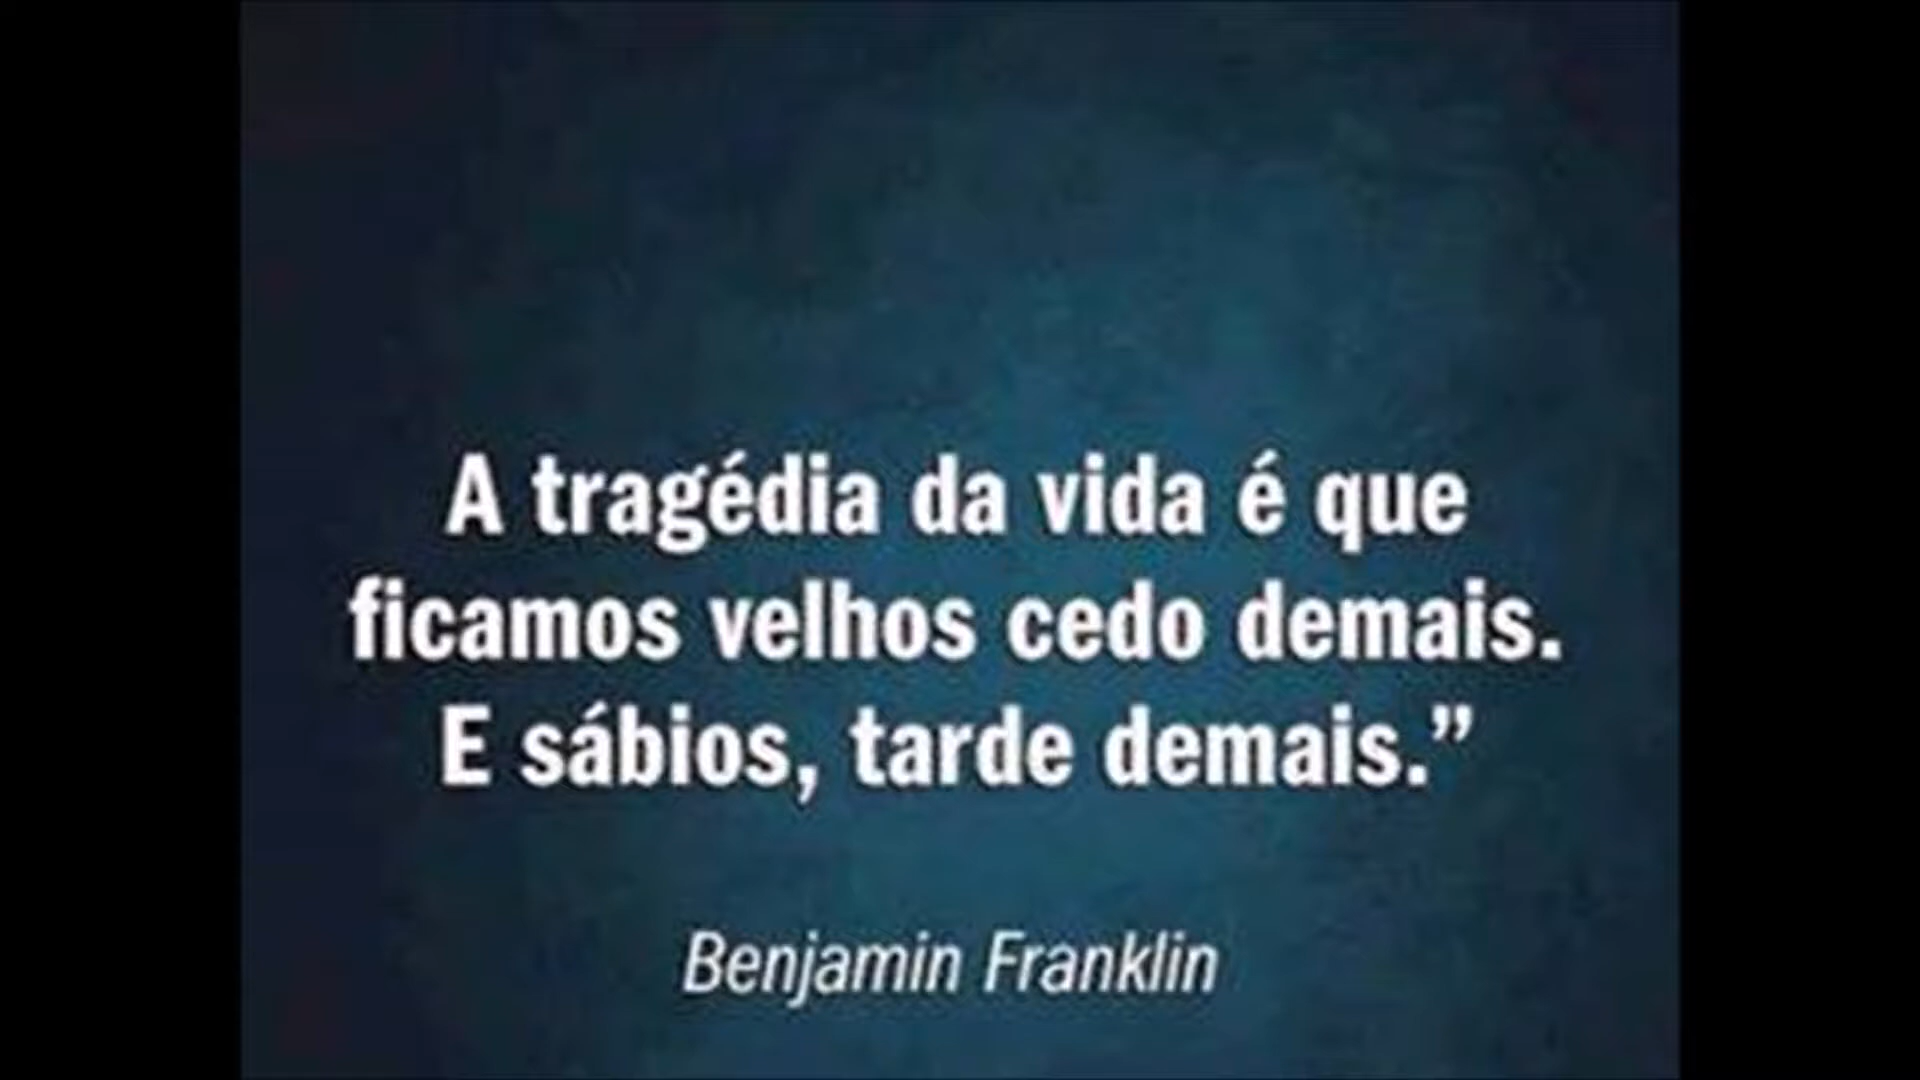 A tragédia da vida é que
ficamos velhos cedo demais.
E sábios, tarde demais.”
Benjamin Franklin